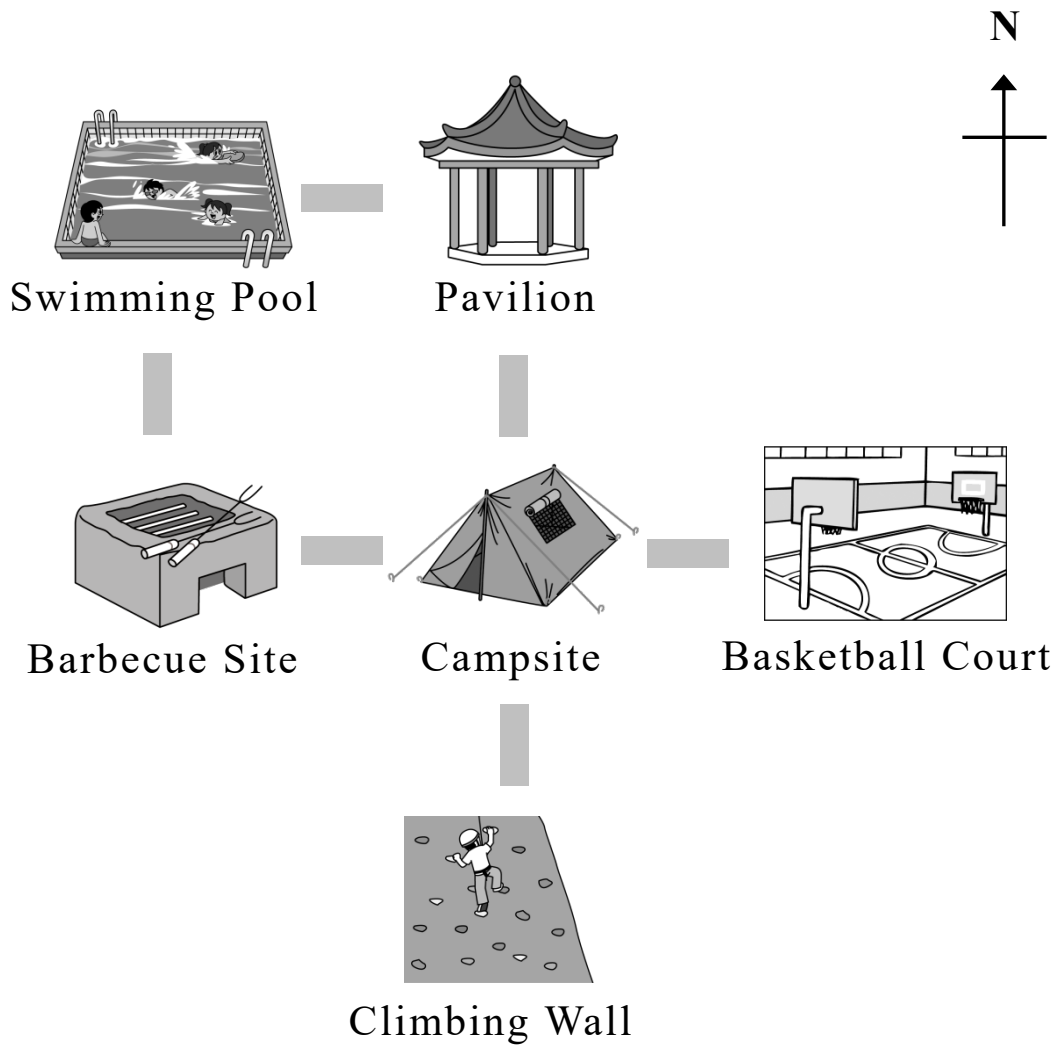 N
Swimming Pool
Pavilion
Barbecue Site
Campsite
Basketball Court
Climbing Wall